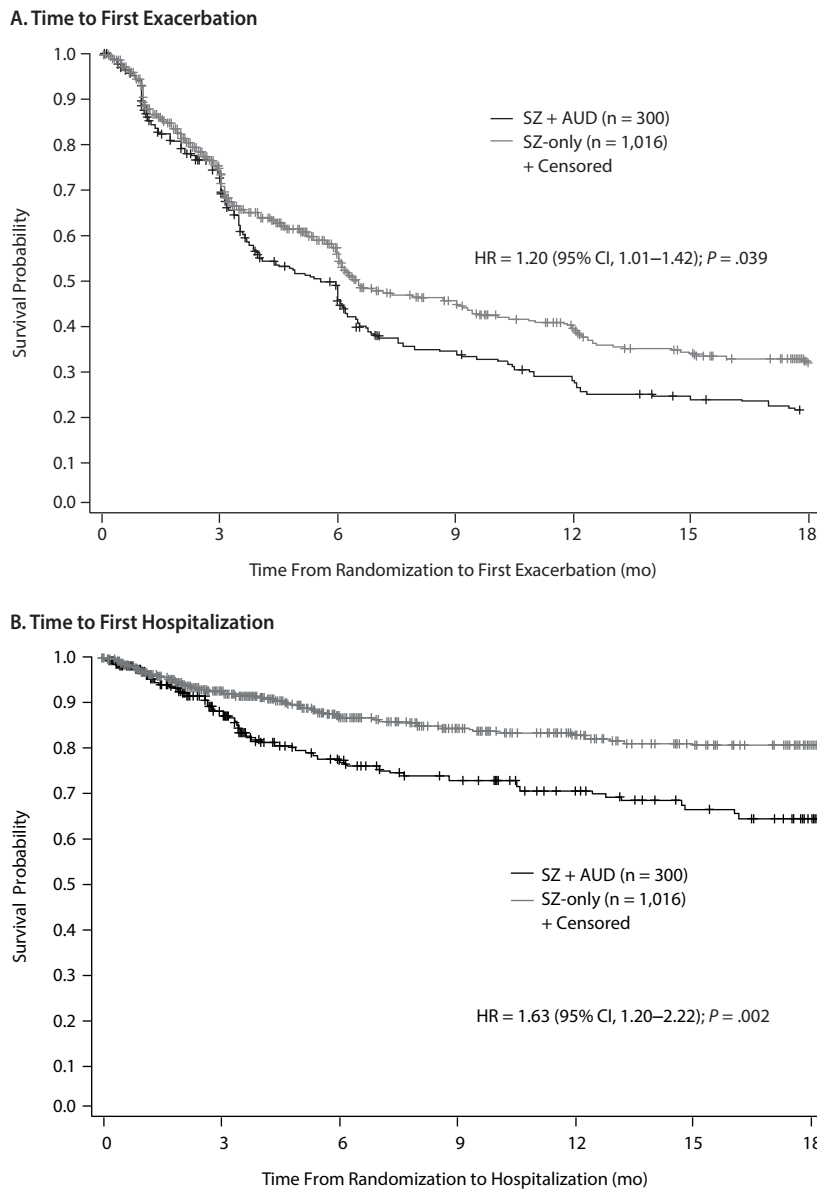 A. Time to First Exacerbation
1.0
0.9
0.8
0.7
0.6
0.5
0.4
0.3
0.2
0.1
0.0
Survival Probability
SZ + AUD (n = 300)
SZ-only (n = 1,016)
+ Censored
HR = 1.20 (95% CI, 1.01–1.42); P = .039
0 3 6 9 12 15 18
Time From Randomization to First Exacerbation (mo)
B. Time to First Hospitalization
1.0
0.9
0.8
0.7
0.6
0.5
0.4
0.3
0.2
0.1
0.0
Survival Probability
SZ + AUD (n = 300)
SZ-only (n = 1,016)
+ Censored
HR = 1.63 (95% CI, 1.20–2.22); P = .002
0 3 6 9 12 15 18
Time From Randomization to Hospitalization (mo)